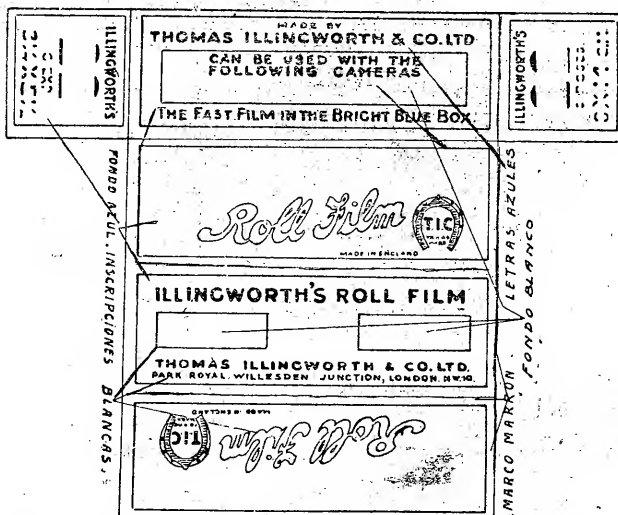 MADE BY
THOMAS ILLINGWORTH & CO. LTD
CAN BE USED WITH THE
FOLLOWING CAMERAS
THE FAST FILM IN THE BRIGHT BLUE BOX.
ILLINGWORTH'S
ILLINGWORTH'S
Roll Film
T.I.C
TRADE
MARK
MADE IN ENGLAND
ILLINGWORTH'S ROLL FILM
THOMAS ILLINGWORTH & CO. LTD.
PARK ROYAL. WILLESDEN JUNCTION, LONDON. N.W.10.
MADE IN ENGLAND
Roll Film
T.I.C
FONDO AZUL. INSCRIPCIONES BLANCAS.
MARCO MARRON. LETRAS AZULES
FONDO BLANCO